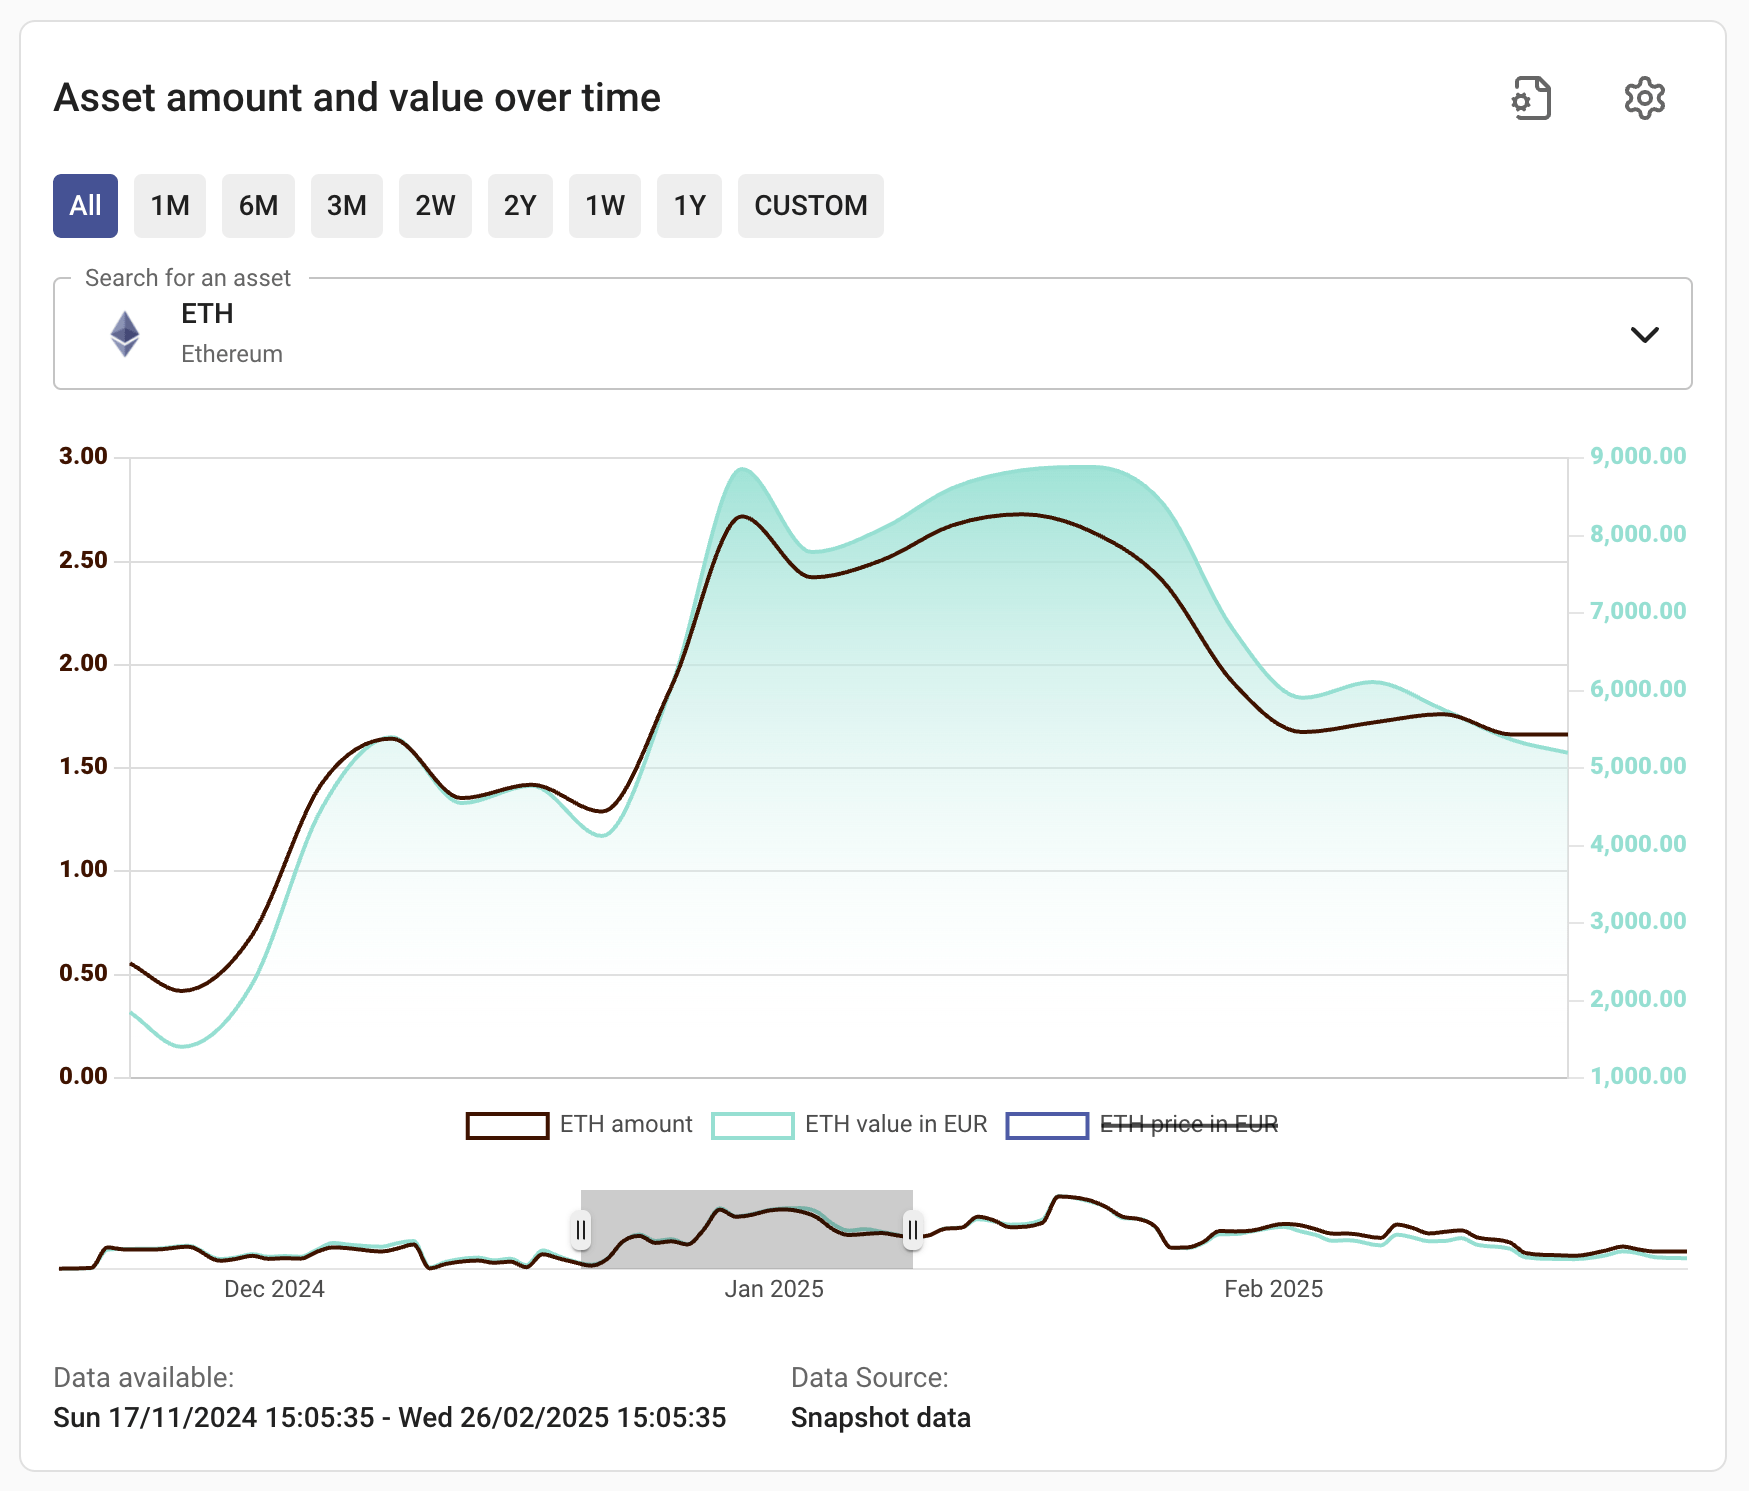 Asset amount and value over time
All 1M 6M 3M 2W 2Y 1W 1Y CUSTOM
Search for an asset
ETH
Ethereum
3.00 9,000.00
8,000.00
2.50
7,000.00
2.00
6,000.00
1.50 5,000.00
4,000.00
1.00
3,000.00
0.50
2,000.00
0.00 1,000.00
ETH amount ETH value in EUR ETH price in EUR
Dec 2024 Jan 2025 Feb 2025
Data available: Data Source:
Sun 17/11/2024 15:05:35 - Wed 26/02/2025 15:05:35 Snapshot data